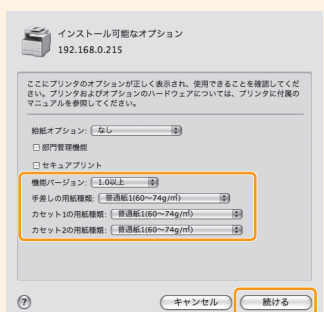 インストール可能なオプション
192.168.0.215
ここにプリンタのオプションが正しく表示され、使用できることを確認してくだ
さい。プリンタおよびオプションのハードウェアについては、プリンタに付属の
マニュアルを参照してください。
給紙オプション: なし
部門管理機能
セキュアプリント
機能バージョン: 1.0以上
手差しの用紙種類: 普通紙1(60〜74g/㎡)
カセット1の用紙種類: 普通紙1(60〜74g/㎡)
カセット2の用紙種類: 普通紙1(60〜74g/㎡)
? キャンセル 続ける